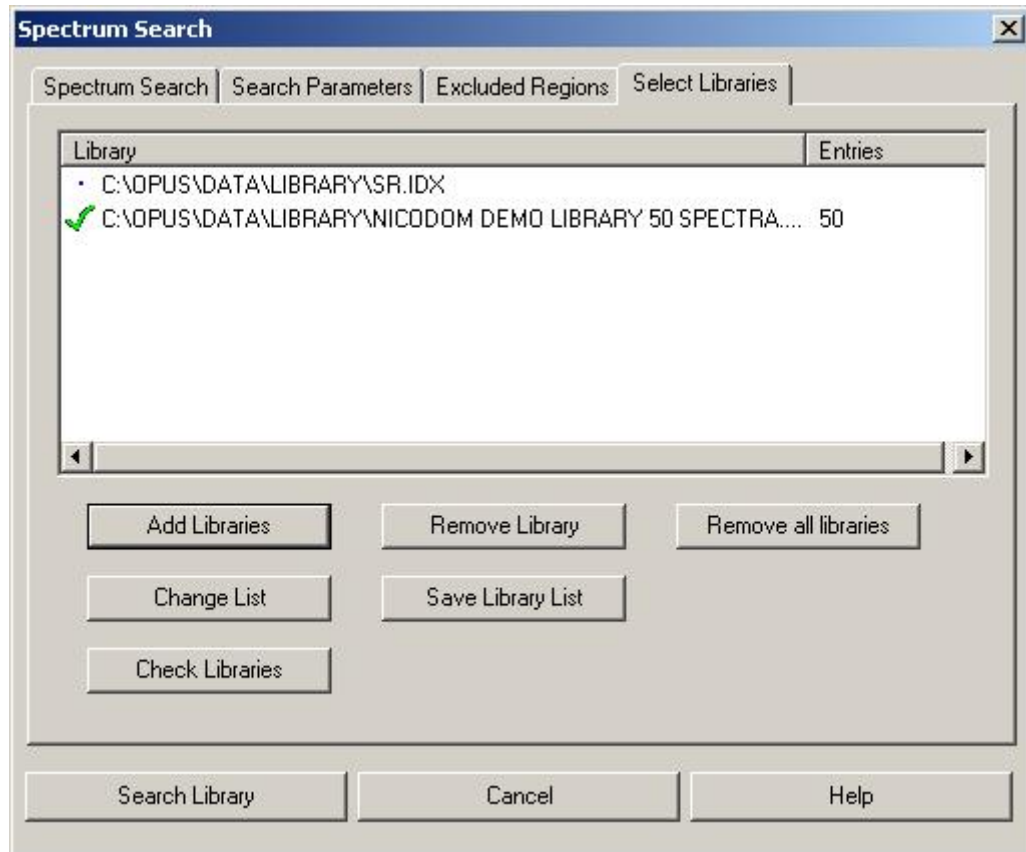 Spectrum Search
Spectrum Search Search Parameters Excluded Regions Select Libraries
Library Entries
C:\OPUS\DATA\LIBRARY\SR.IDX
C:\OPUS\DATA\LIBRARY\NICODOM DEMO LIBRARY 50 SPECTRA.... 50
Add Libraries Remove Library Remove all libraries
Change List Save Library List
Check Libraries
Search Library Cancel Help